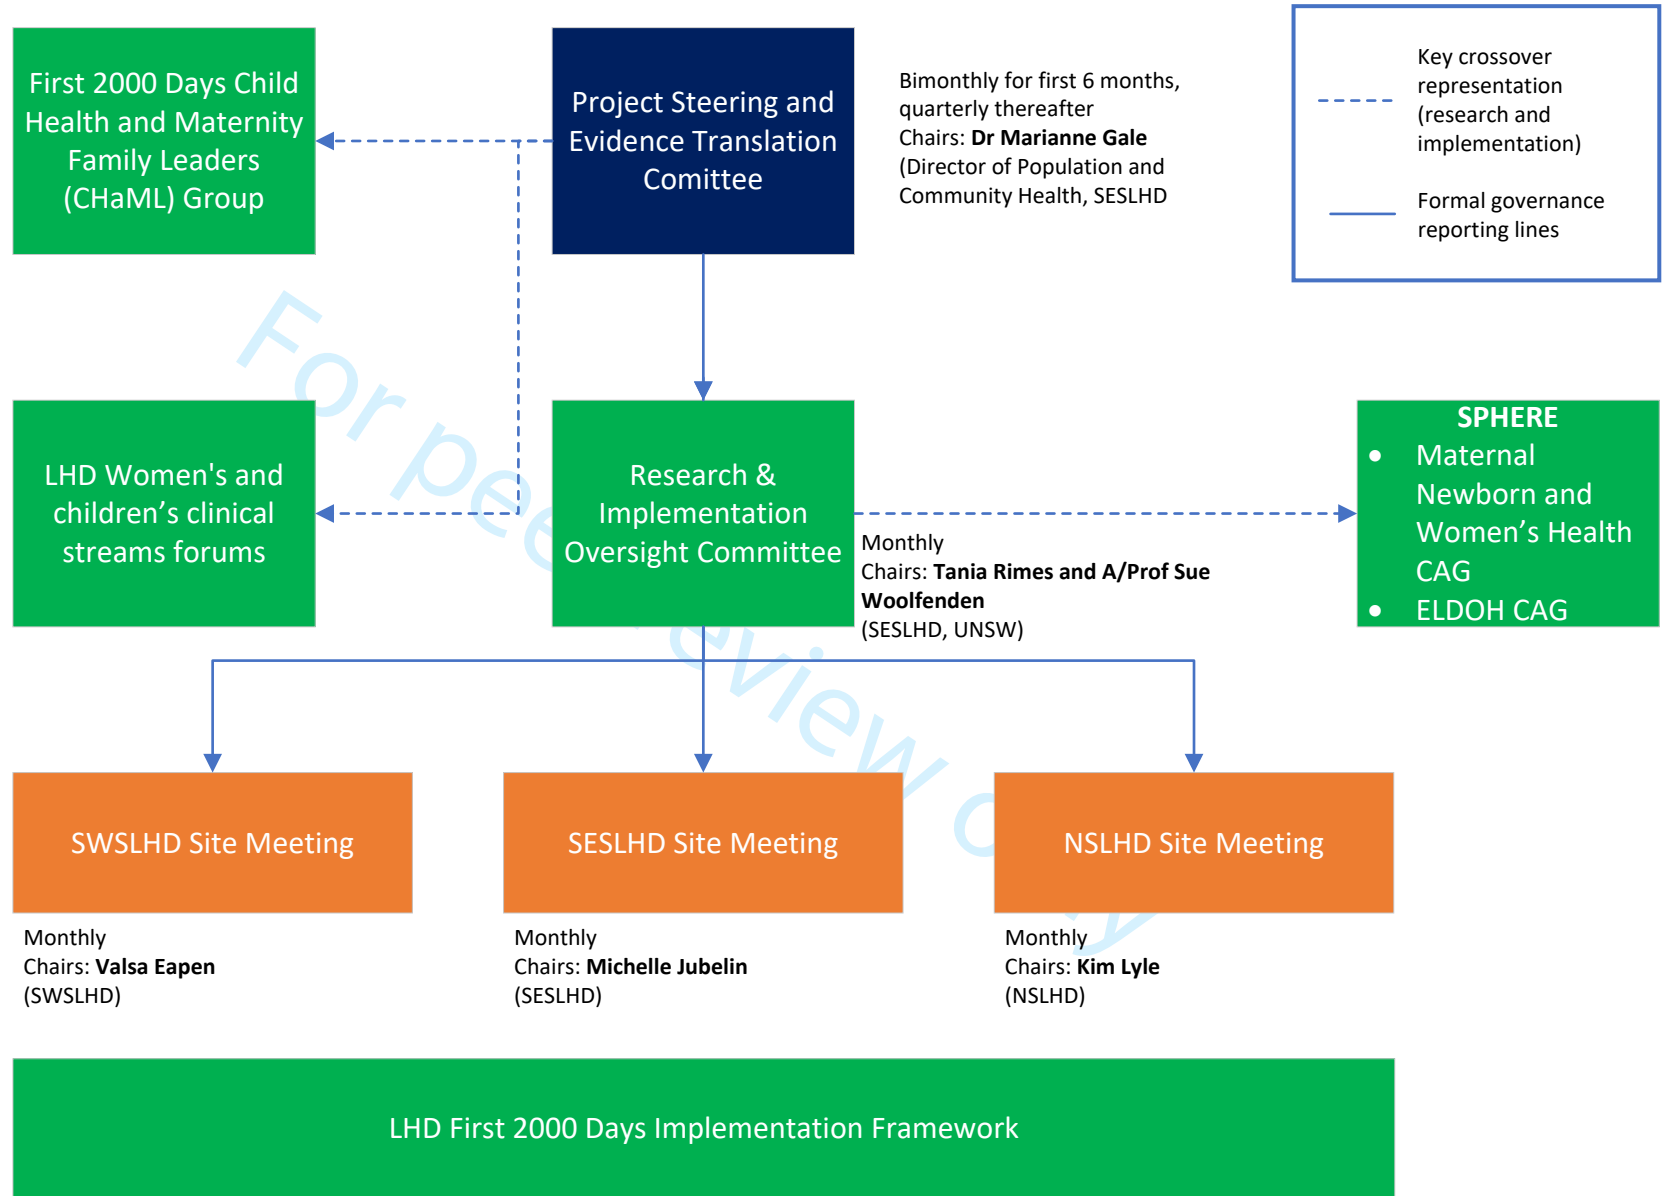 First 2000 Days Child
Health and Maternity
Family Leaders
(CHaML) Group
Project Steering and
Evidence Translation
Comittee
Bimonthly for first 6 months,
quarterly thereafter
Chairs: Dr Marianne Gale
(Director of Population and
Community Health, SESLHD
Key crossover
representation
(research and
implementation)
Formal governance
reporting lines
LHD Women's and
children’s clinical
streams forums
Research &
Implementation
Oversight Committee
Monthly
Chairs: Tania Rimes and A/Prof Sue
Woolfenden
(SESLHD, UNSW)
SPHERE
• Maternal
Newborn and
Women’s Health
CAG
• ELDOH CAG
SWSLHD Site Meeting
SESLHD Site Meeting
NSLHD Site Meeting
Monthly
Chairs: Valsa Eapen
(SWSLHD)
Monthly
Chairs: Michelle Jubelin
(SESLHD)
Monthly
Chairs: Kim Lyle
(NSLHD)
LHD First 2000 Days Implementation Framework
For peer review only